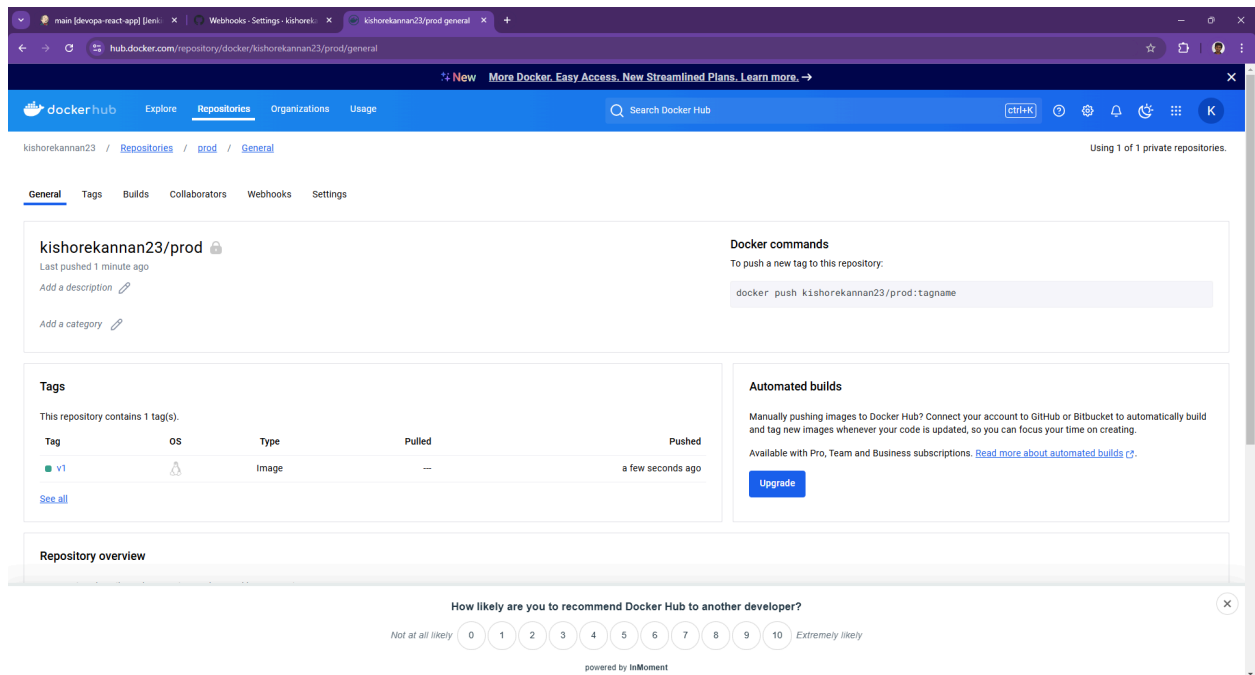 main [devopa-react-app] [Jenki
Webhooks · Settings · kishoreka
kishorekannan23/prod general
hub.docker.com/repository/docker/kishorekannan23/prod/general
New More Docker. Easy Access. New Streamlined Plans. Learn more. →
dockerhub Explore Repositories Organizations Usage Search Docker Hub ctrl+K K
kishorekannan23 / Repositories / prod / General Using 1 of 1 private repositories.
General Tags Builds Collaborators Webhooks Settings
kishorekannan23/prod
Last pushed 1 minute ago
Add a description
Add a category
Docker commands
To push a new tag to this repository:
docker push kishorekannan23/prod:tagname
Tags
This repository contains 1 tag(s).
Tag OS Type Pulled Pushed
v1 Image --- a few seconds ago
See all
Automated builds
Manually pushing images to Docker Hub? Connect your account to GitHub or Bitbucket to automatically build
and tag new images whenever your code is updated, so you can focus your time on creating.
Available with Pro, Team and Business subscriptions. Read more about automated builds.
Upgrade
Repository overview
How likely are you to recommend Docker Hub to another developer?
Not at all likely 0 1 2 3 4 5 6 7 8 9 10 Extremely likely
powered by InMoment